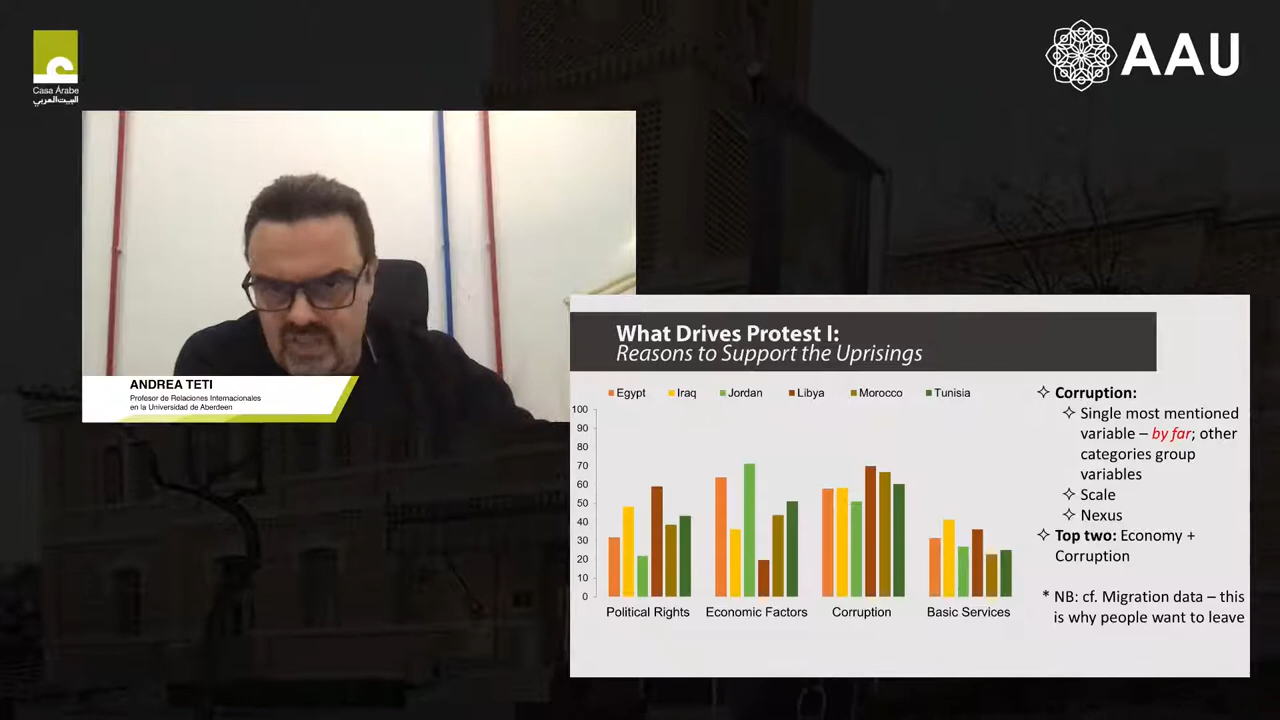 Casa Árabe
البيت العربي
AAU
ANDREA TETI
Profesor de Relaciones Internacionales
en la Universidad de Aberdeen
What Drives Protest I:
Reasons to Support the Uprisings
Egypt Iraq Jordan Libya Morocco Tunisia
100
90
80
70
60
50
40
30
20
10
0
Political Rights Economic Factors Corruption Basic Services
Corruption:
Single most mentioned
variable – by far; other
categories group
variables
Scale
Nexus
Top two: Economy +
Corruption
* NB: cf. Migration data – this
is why people want to leave